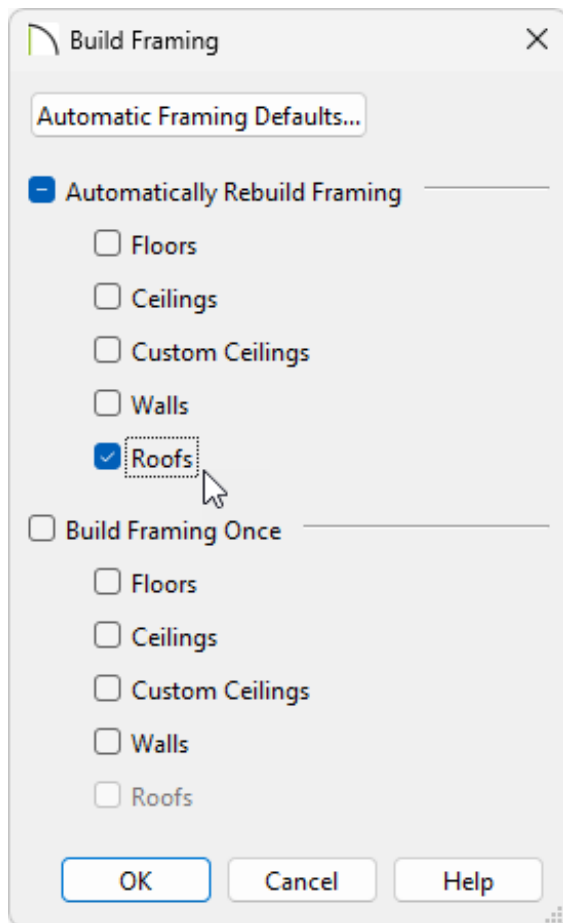 Build Framing
Automatic Framing Defaults...
Automatically Rebuild Framing
Floors
Ceilings
Custom Ceilings
Walls
Roofs
Build Framing Once
Floors
Ceilings
Custom Ceilings
Walls
Roofs
OK Cancel Help